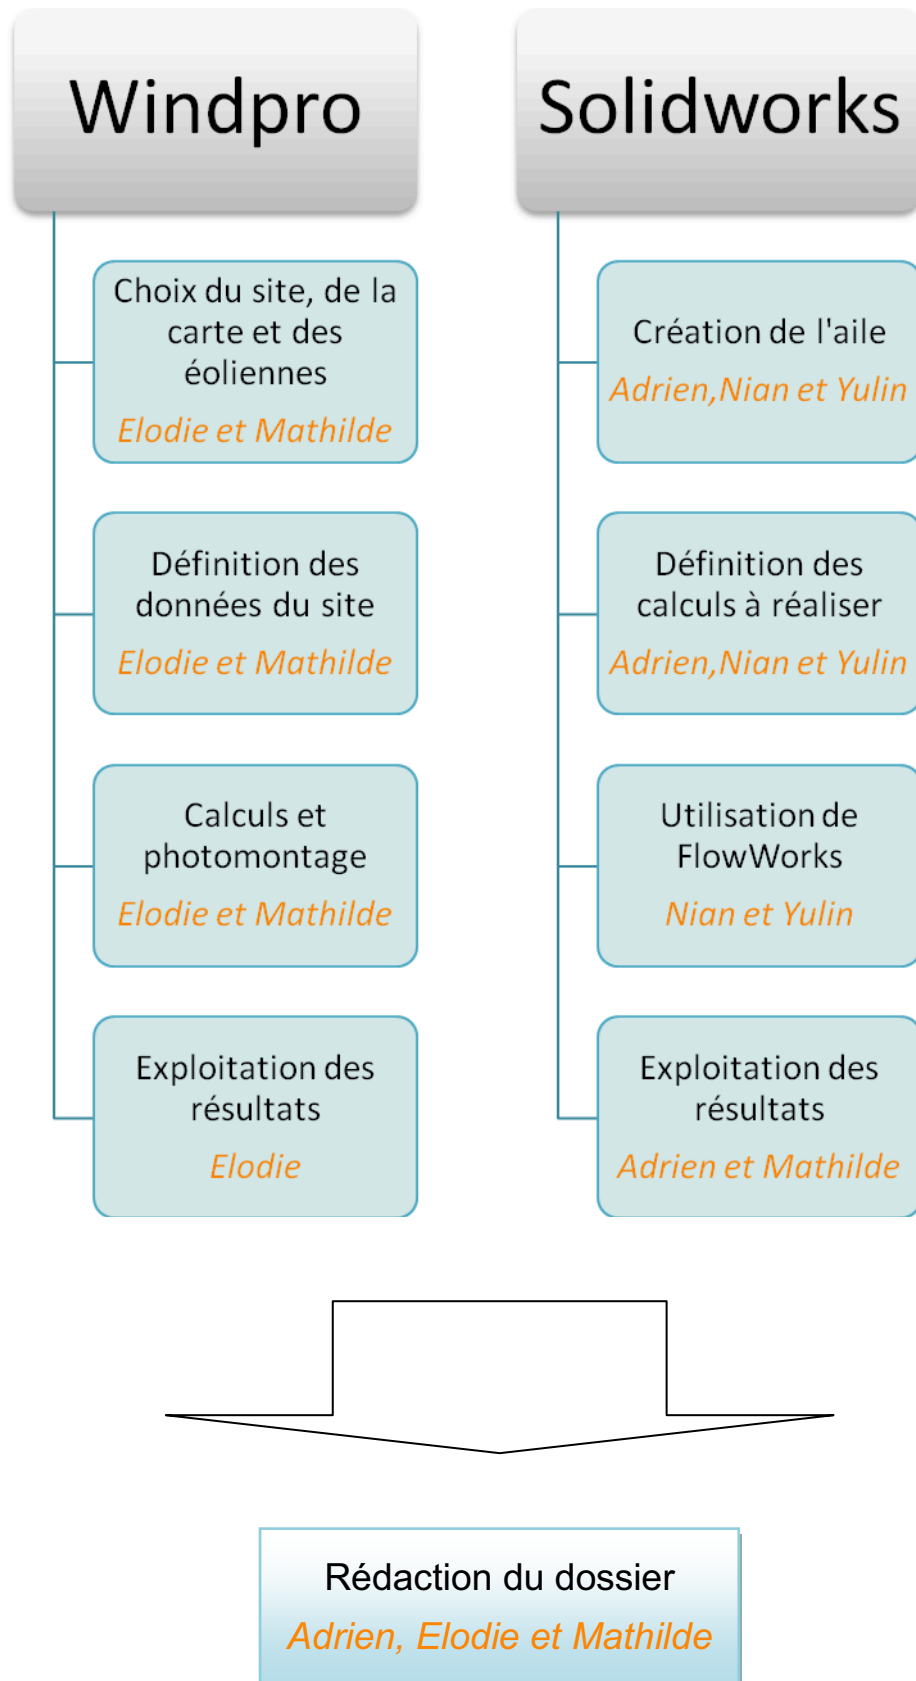 Windpro
Choix du site, de la
carte et des
éoliennes
Elodie et Mathilde
Définition des
données du site
Elodie et Mathilde
Calculs et
photomontage
Elodie et Mathilde
Exploitation des
résultats
Elodie
Solidworks
Création de l'aile
Adrien,Nian et Yulin
Définition des
calculs à réaliser
Adrien,Nian et Yulin
Utilisation de
FlowWorks
Nian et Yulin
Exploitation des
résultats
Adrien et Mathilde
Rédaction du dossier
Adrien, Elodie et Mathilde